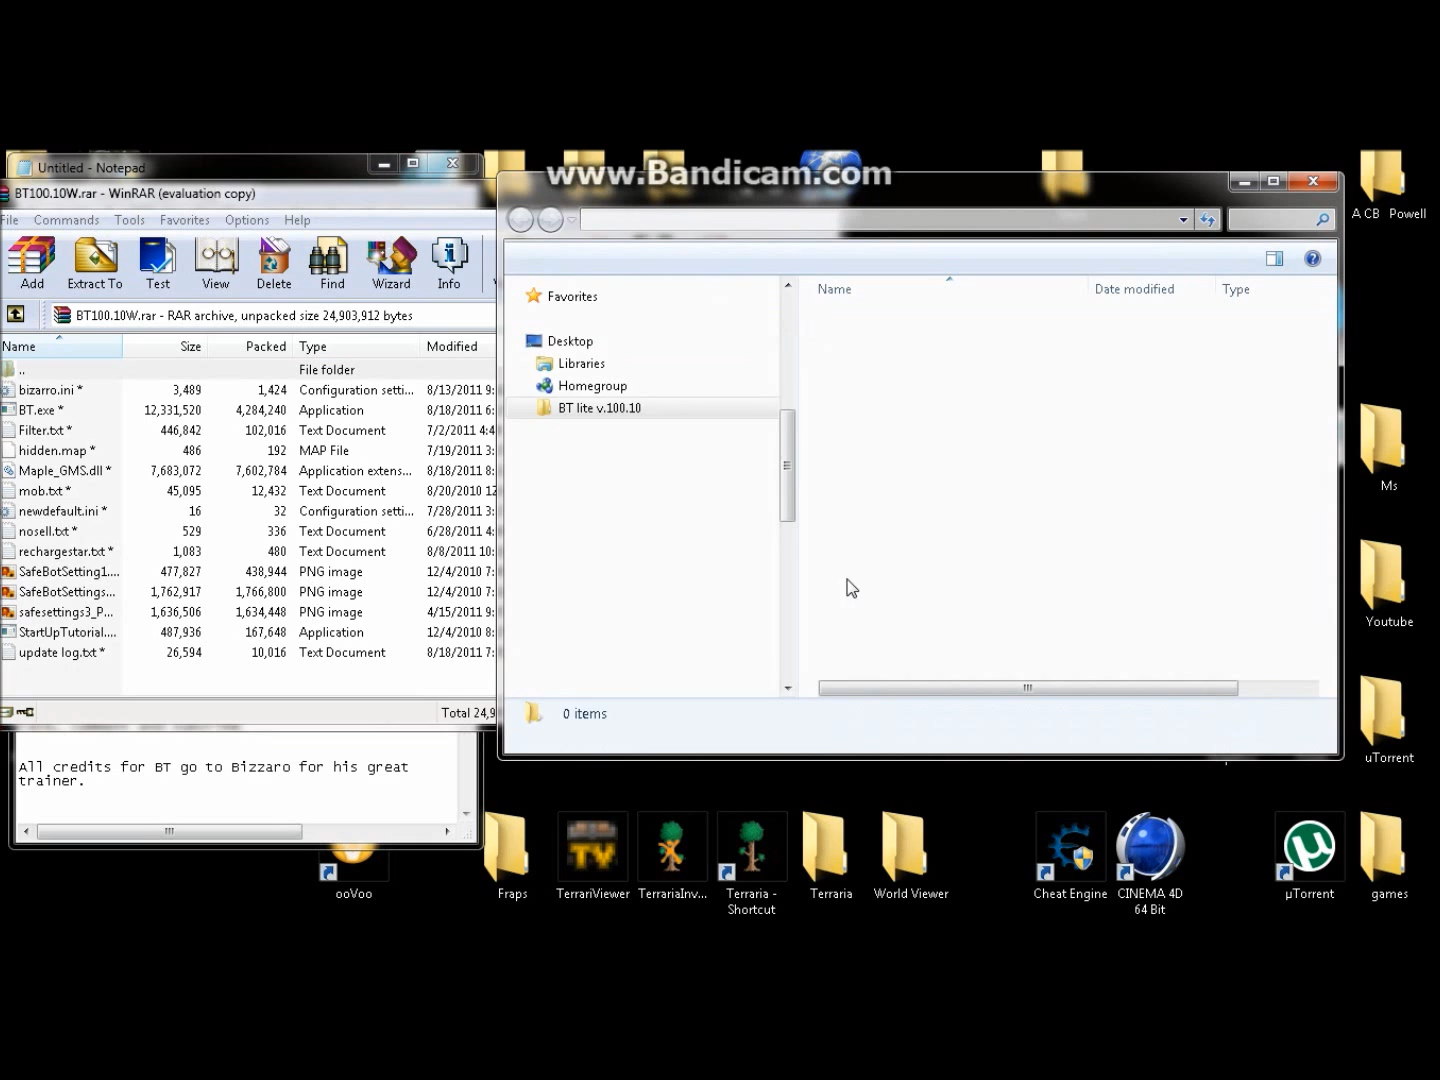 www.Bandicam.com
Untitled - Notepad
BT100.10W.rar - WinRAR (evaluation copy)
File Commands Tools Favorites Options Help
Add Extract To Test View Delete Find Wizard Info
BT100.10W.rar - RAR archive, unpacked size 24,903,912 bytes
Name Size Packed Type Modified
.. File folder
bizarro.ini * 3,489 1,424 Configuration setti... 8/13/2011 9:
BT.exe * 12,331,520 4,284,240 Application 8/18/2011 6:
Filter.txt * 446,842 102,016 Text Document 7/2/2011 4:4
hidden.map * 486 192 MAP File 7/19/2011 3:
Maple_GMS.dll * 7,683,072 7,602,784 Application extens... 8/18/2011 8:
mob.txt * 45,095 12,432 Text Document 8/20/2010 12
newdefault.ini * 16 32 Configuration setti... 7/28/2011 3:
nosell.txt * 529 336 Text Document 6/28/2011 4:
rechargestar.txt * 1,083 480 Text Document 8/8/2011 10:
SafeBotSetting1.... 477,827 438,944 PNG image 12/4/2010 7:
SafeBotSettings... 1,762,917 1,766,800 PNG image 12/4/2010 7:
safesettings3_P... 1,636,506 1,634,448 PNG image 4/15/2011 9:
StartUpTutorial.... 487,936 167,648 Application 12/4/2010 8:
update log.txt * 26,594 10,016 Text Document 8/18/2011 7:
Total 24,9
All credits for BT go to Bizzaro for his great
trainer.
Favorites
Desktop
Libraries
Homegroup
BT lite v.100.10
Name Date modified Type
0 items
A CB Powell
Ms
Youtube
uTorrent
ooVoo
Fraps
TerrariViewer
TerrariaInv...
Terraria -
Shortcut
Terraria
World Viewer
Cheat Engine
CINEMA 4D
64 Bit
µTorrent
games